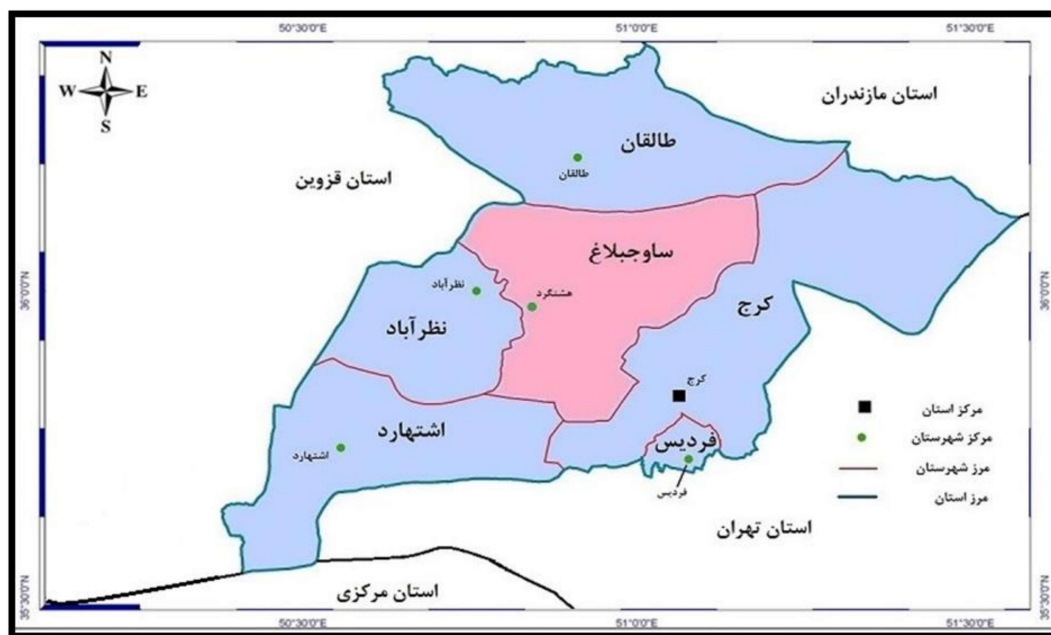 50°30'0"E
51°0'0"E
51°30'0"E
N
W E
S
استان مازندران
طالقان
طالقان
استان قزوین
ساوجبلاغ
36°0'0"N
36°0'0"N
نظرآباد
هشتگرد
کرج
نظرآباد
کرج
مرکز استان
اشتهارد
فردیس
مرکز شهرستان
اشتهارد
مرز شهرستان
فردیس
مرز استان
استان تهران
استان مرکزی
35°30'0"N
35°30'0"N
50°30'0"E
51°0'0"E
51°30'0"E